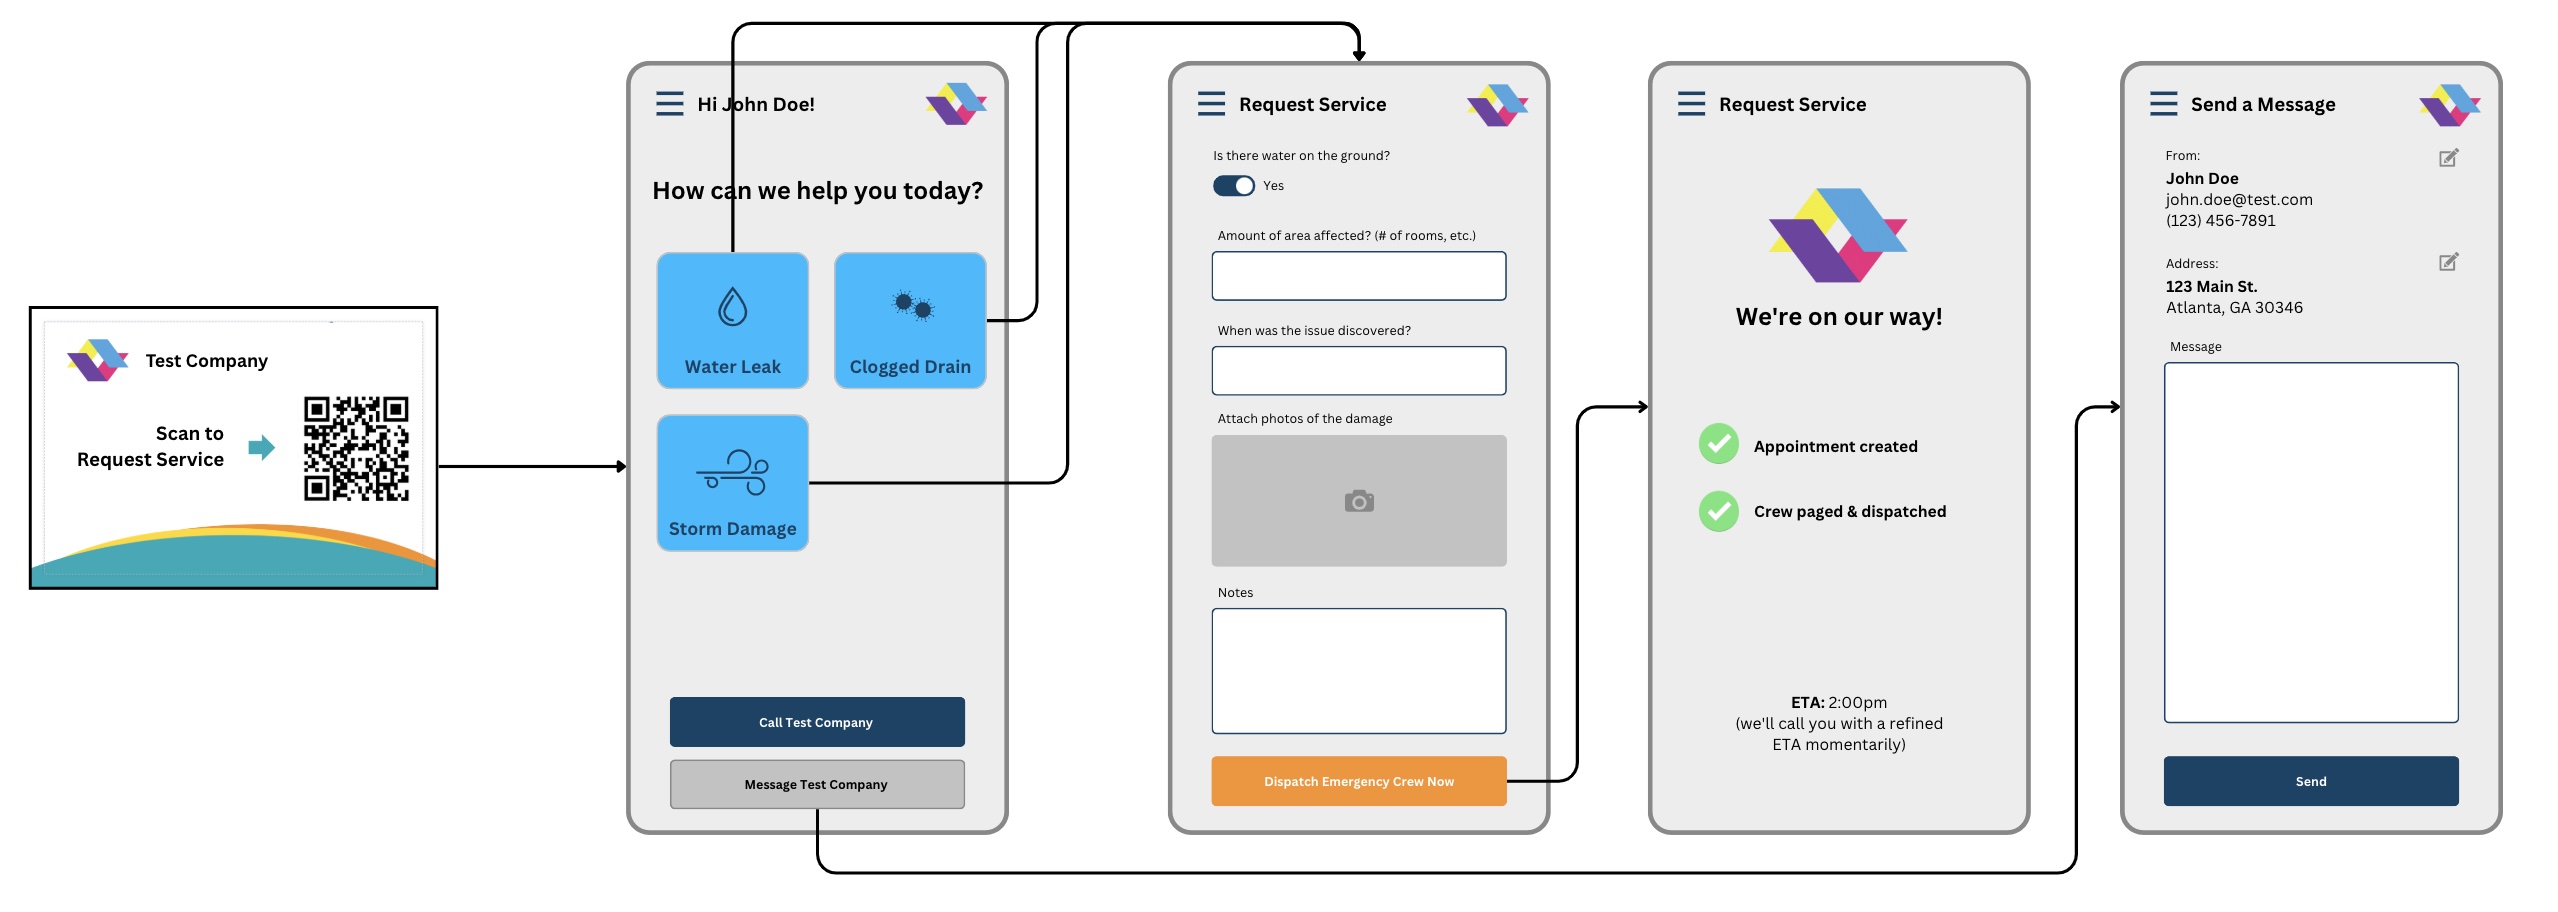 Test Company
Scan to
Request Service
Hi John Doe!
How can we help you today?
Water Leak
Clogged Drain
Storm Damage
Call Test Company
Message Test Company
Request Service
Is there water on the ground?
Yes
Amount of area affected? (# of rooms, etc.)
When was the issue discovered?
Attach photos of the damage
Notes
Dispatch Emergency Crew Now
Request Service
We're on our way!
Appointment created
Crew paged & dispatched
ETA: 2:00pm
(we'll call you with a refined
ETA momentarily)
Send a Message
From:
John Doe
john.doe@test.com
(123) 456-7891
Address:
123 Main St.
Atlanta, GA 30346
Message
Send